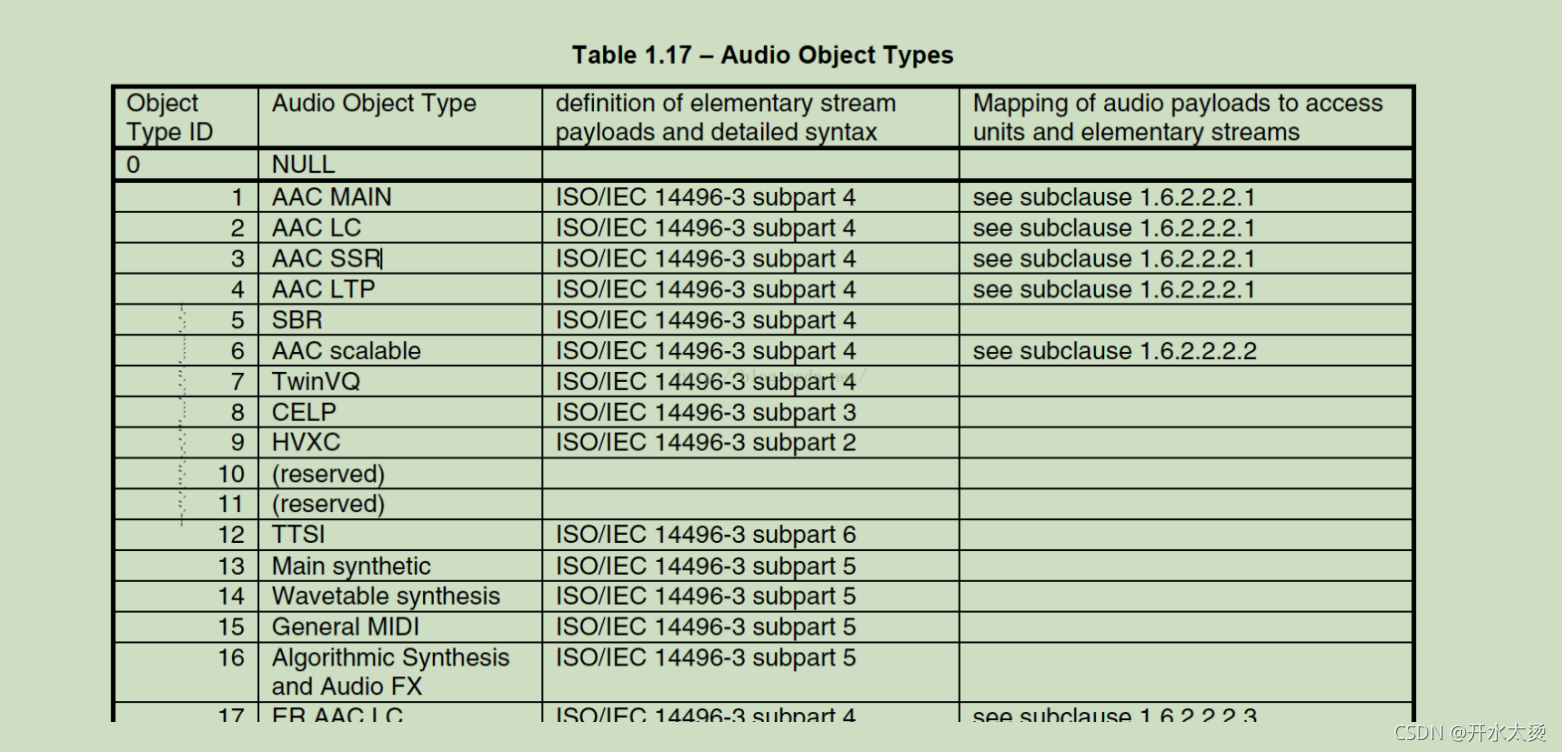 Table 1.17 – Audio Object Types
Object Type ID | Audio Object Type | definition of elementary stream payloads and detailed syntax | Mapping of audio payloads to access units and elementary streams
0 | NULL
1 | AAC MAIN | ISO/IEC 14496-3 subpart 4 | see subclause 1.6.2.2.2.1
2 | AAC LC | ISO/IEC 14496-3 subpart 4 | see subclause 1.6.2.2.2.1
3 | AAC SSR | ISO/IEC 14496-3 subpart 4 | see subclause 1.6.2.2.2.1
4 | AAC LTP | ISO/IEC 14496-3 subpart 4 | see subclause 1.6.2.2.2.1
5 | SBR | ISO/IEC 14496-3 subpart 4
6 | AAC scalable | ISO/IEC 14496-3 subpart 4 | see subclause 1.6.2.2.2.2
7 | TwinVQ | ISO/IEC 14496-3 subpart 4
8 | CELP | ISO/IEC 14496-3 subpart 3
9 | HVXC | ISO/IEC 14496-3 subpart 2
10 | (reserved)
11 | (reserved)
12 | TTSI | ISO/IEC 14496-3 subpart 6
13 | Main synthetic | ISO/IEC 14496-3 subpart 5
14 | Wavetable synthesis | ISO/IEC 14496-3 subpart 5
15 | General MIDI | ISO/IEC 14496-3 subpart 5
16 | Algorithmic Synthesis and Audio FX | ISO/IEC 14496-3 subpart 5
17 | ER AAC LC | ISO/IEC 14496-3 subpart 4 | see subclause 1.6.2.2.2.3
CSDN @开水太烫